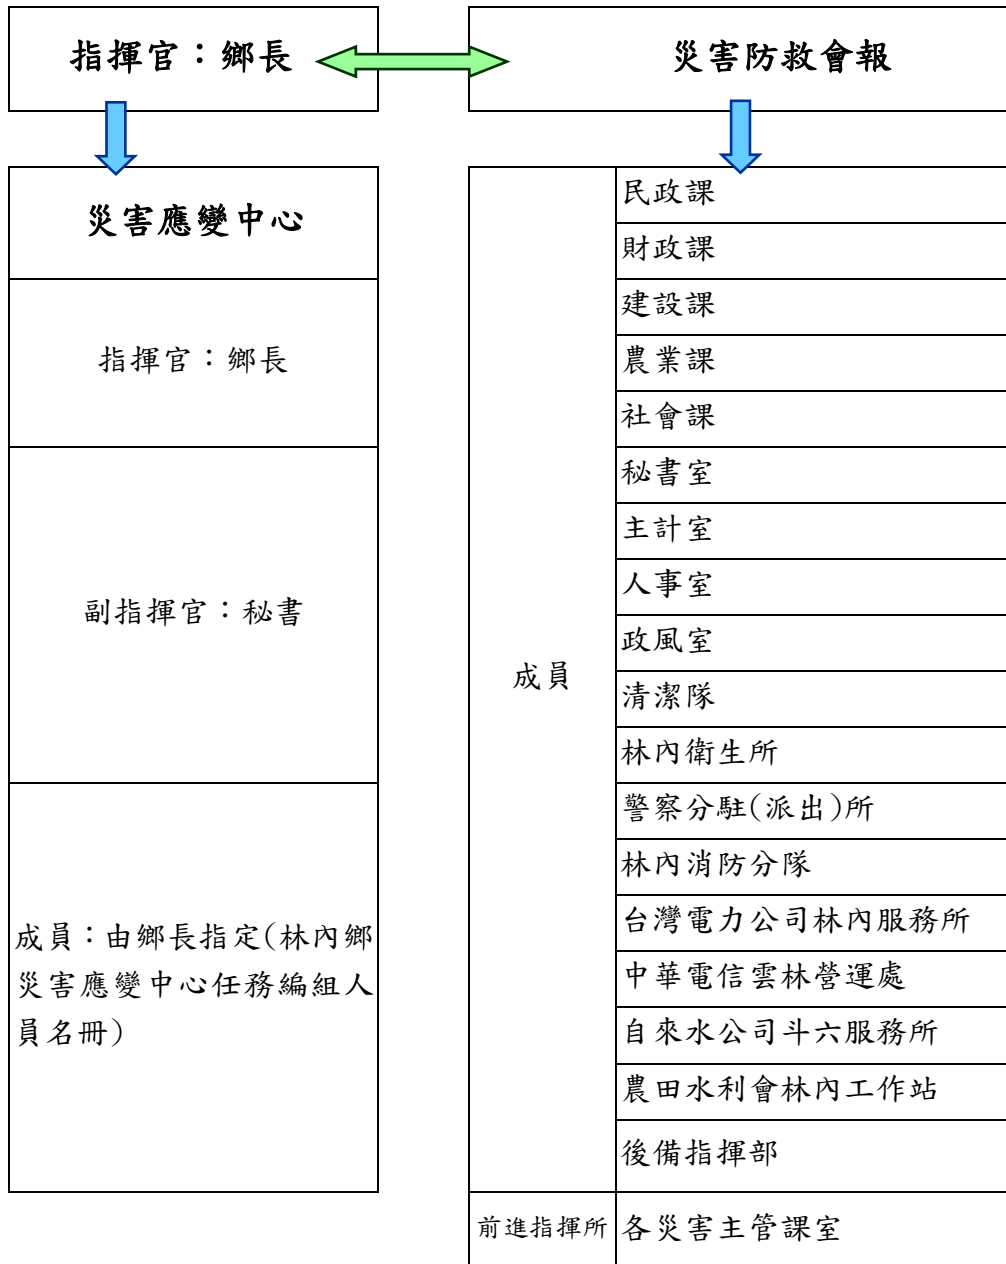 指揮官：鄉長
災害防救會報
災害應變中心
指揮官：鄉長
副指揮官：秘書
成員：由鄉長指定(林內鄉
災害應變中心任務編組人
員名冊)
成員
民政課
財政課
建設課
農業課
社會課
秘書室
主計室
人事室
政風室
清潔隊
林內衛生所
警察分駐(派出)所
林內消防分隊
台灣電力公司林內服務所
中華電信雲林營運處
自來水公司斗六服務所
農田水利會林內工作站
後備指揮部
前進指揮所
各災害主管課室